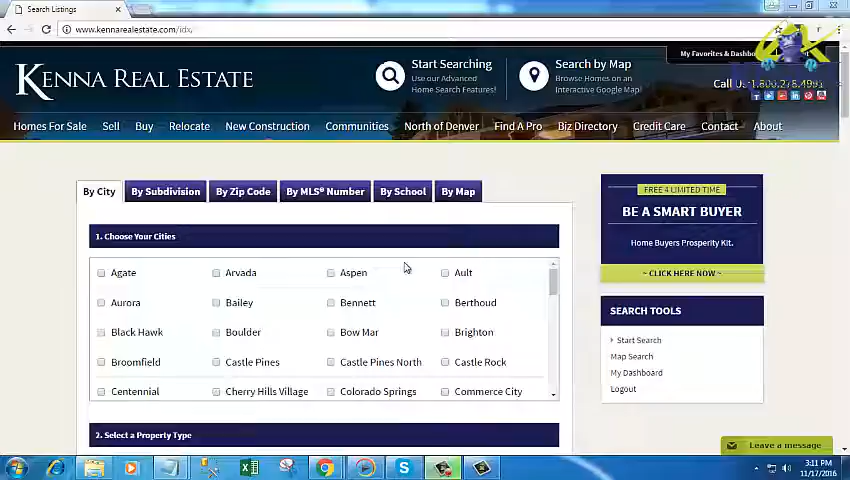 Search Listings
www.kennarealestate.com/idx/
My Favorites & Dashbo
KENNA REAL ESTATE
Start Searching
Use our Advanced
Home Search Features!
Search by Map
Browse Homes on an
Interactive Google Map!
Call Us 1.800.278.4991
Homes For Sale Sell Buy Relocate New Construction Communities North of Denver Find A Pro Biz Directory Credit Care Contact About
By City By Subdivision By Zip Code By MLS® Number By School By Map
1. Choose Your Cities
Agate Arvada Aspen Ault
Aurora Bailey Bennett Berthoud
Black Hawk Boulder Bow Mar Brighton
Broomfield Castle Pines Castle Pines North Castle Rock
Centennial Cherry Hills Village Colorado Springs Commerce City
2. Select a Property Type
FREE 4 LIMITED TIME
BE A SMART BUYER
Home Buyers Prosperity Kit.
~ CLICK HERE NOW ~
SEARCH TOOLS
Start Search
Map Search
My Dashboard
Logout
Leave a message
3:11 PM
11/17/2016